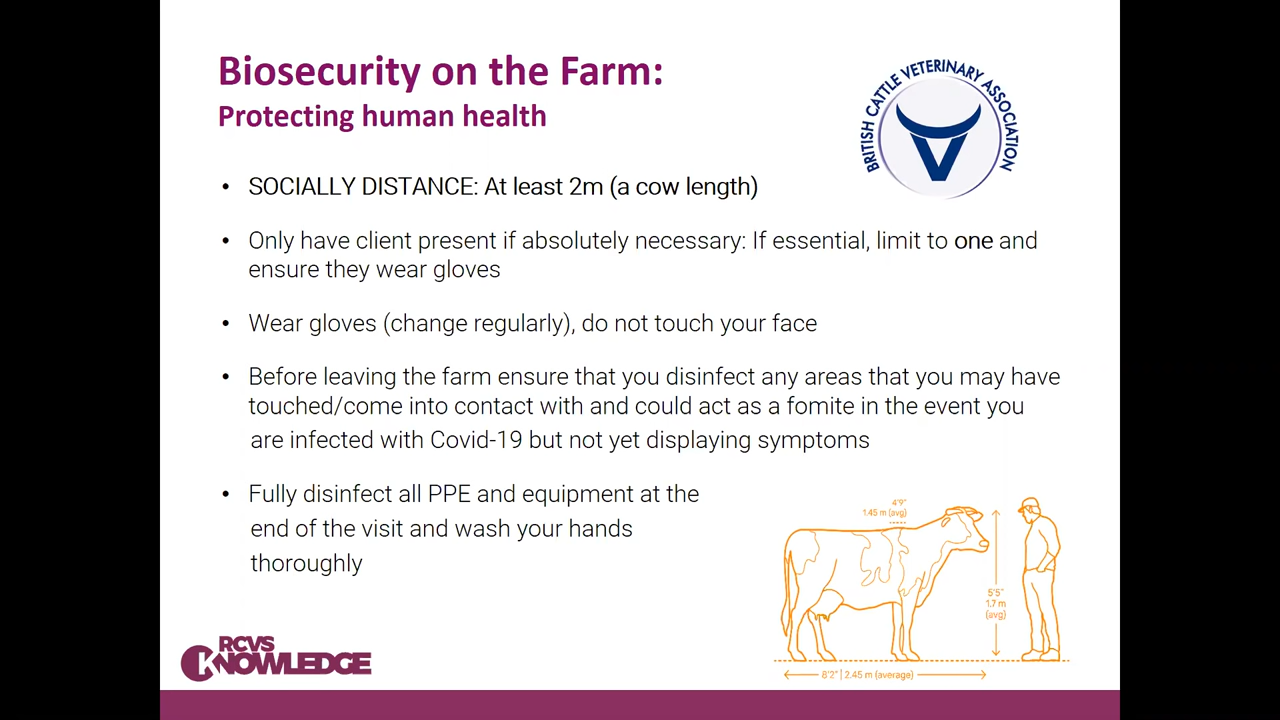 Biosecurity on the Farm:
Protecting human health
BRITISH CATTLE VETERINARY ASSOCIATION
• SOCIALLY DISTANCE: At least 2m (a cow length)
• Only have client present if absolutely necessary: If essential, limit to one and
ensure they wear gloves
• Wear gloves (change regularly), do not touch your face
• Before leaving the farm ensure that you disinfect any areas that you may have
touched/come into contact with and could act as a fomite in the event you
are infected with Covid-19 but not yet displaying symptoms
• Fully disinfect all PPE and equipment at the
end of the visit and wash your hands
thoroughly
4'9"
1.45 m (avg)
5'5"
1.7 m
(avg)
8'2" | 2.45 m (average)
RCVS
KNOWLEDGE